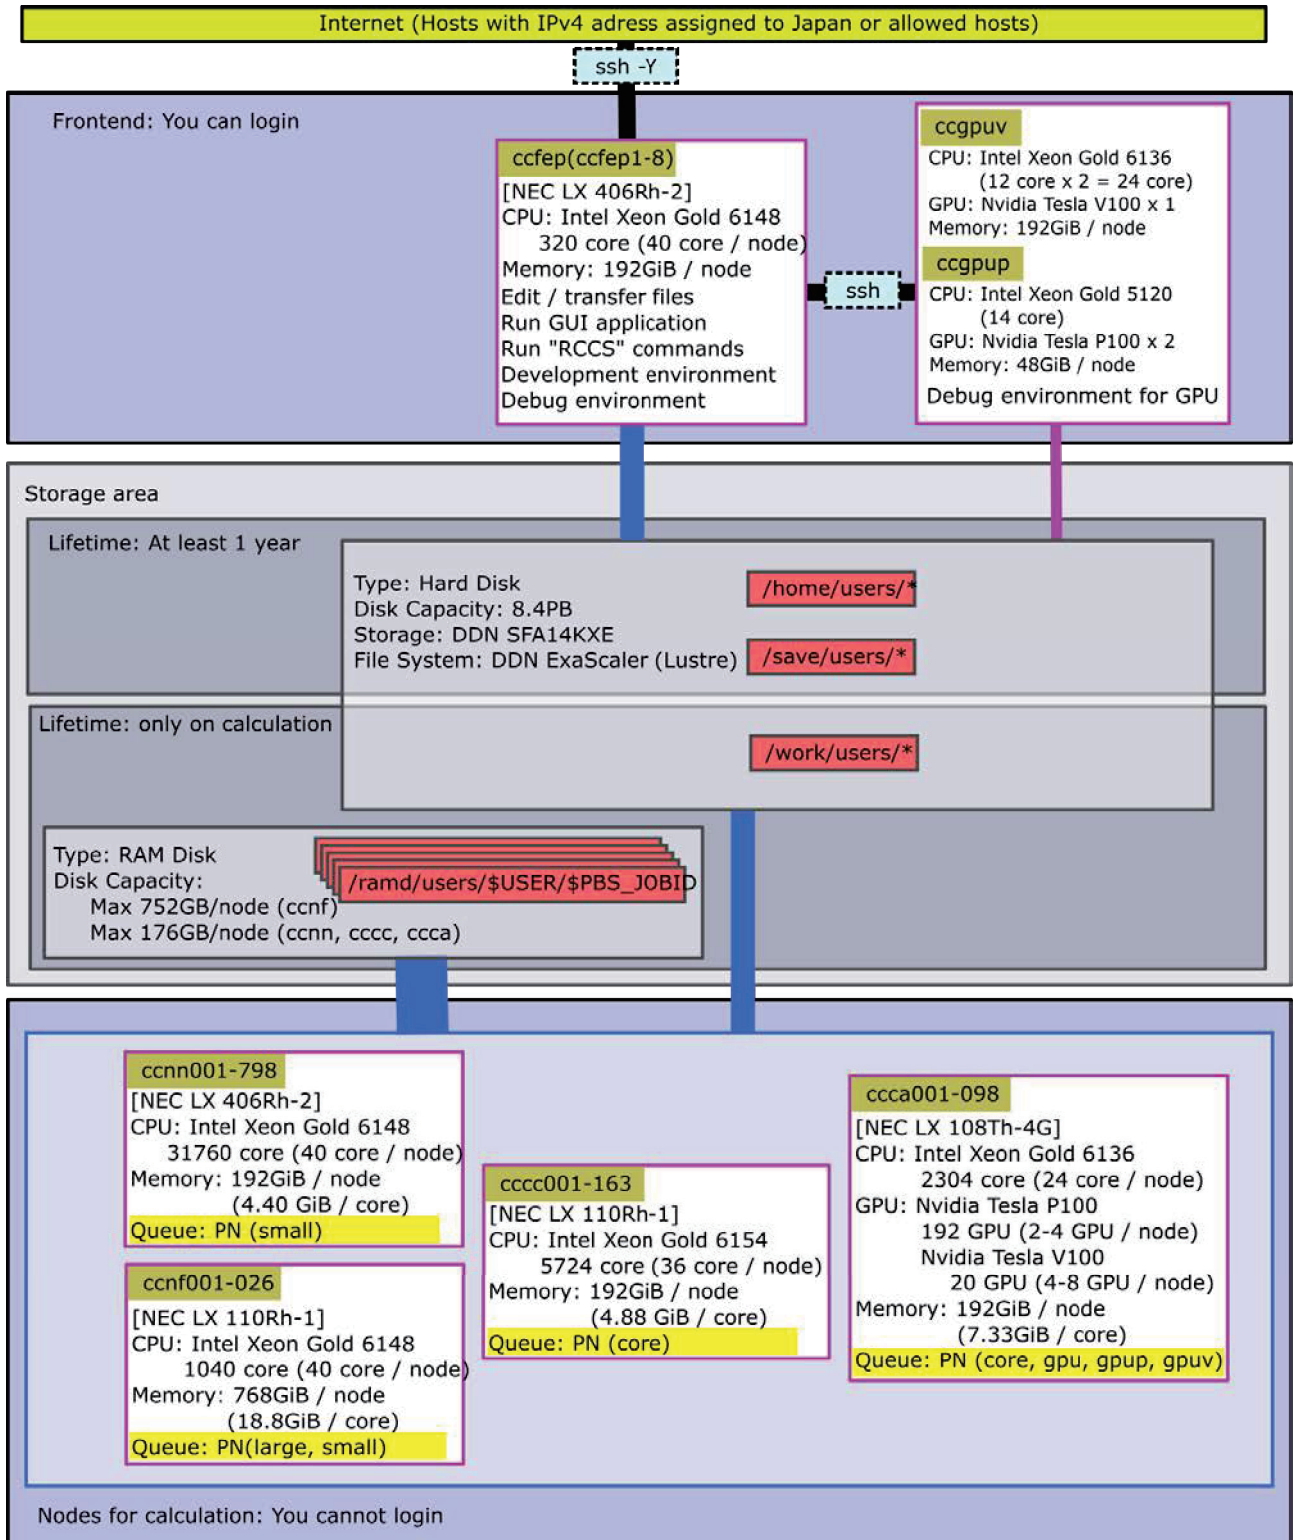 Internet (Hosts with IPv4 adress assigned to Japan or allowed hosts)
ssh -Y
Frontend: You can login
ccfep(ccfep1-8)
[NEC LX 406Rh-2]
CPU: Intel Xeon Gold 6148
320 core (40 core / node)
Memory: 192GiB / node
Edit / transfer files
Run GUI application
Run "RCCS" commands
Development environment
Debug environment
ssh
ccgpuv
CPU: Intel Xeon Gold 6136
(12 core x 2 = 24 core)
GPU: Nvidia Tesla V100 x 1
Memory: 192GiB / node
ccgpup
CPU: Intel Xeon Gold 5120
(14 core)
GPU: Nvidia Tesla P100 x 2
Memory: 48GiB / node
Debug environment for GPU
Storage area
Lifetime: At least 1 year
Type: Hard Disk
Disk Capacity: 8.4PB
Storage: DDN SFA14KXE
File System: DDN ExaScaler (Lustre)
/home/users/*
/save/users/*
Lifetime: only on calculation
/work/users/*
Type: RAM Disk
Disk Capacity:
Max 752GB/node (ccnf)
Max 176GB/node (ccnn, cccc, ccca)
/ramd/users/$USER/$PBS_JOBID
ccnn001-798
[NEC LX 406Rh-2]
CPU: Intel Xeon Gold 6148
31760 core (40 core / node)
Memory: 192GiB / node
(4.40 GiB / core)
Queue: PN (small)
ccnf001-026
[NEC LX 110Rh-1]
CPU: Intel Xeon Gold 6148
1040 core (40 core / node)
Memory: 768GiB / node
(18.8GiB / core)
Queue: PN(large, small)
cccc001-163
[NEC LX 110Rh-1]
CPU: Intel Xeon Gold 6154
5724 core (36 core / node)
Memory: 192GiB / node
(4.88 GiB / core)
Queue: PN (core)
ccca001-098
[NEC LX 108Th-4G]
CPU: Intel Xeon Gold 6136
2304 core (24 core / node)
GPU: Nvidia Tesla P100
192 GPU (2-4 GPU / node)
Nvidia Tesla V100
20 GPU (4-8 GPU / node)
Memory: 192GiB / node
(7.33GiB / core)
Queue: PN (core, gpu, gpup, gpuv)
Nodes for calculation: You cannot login